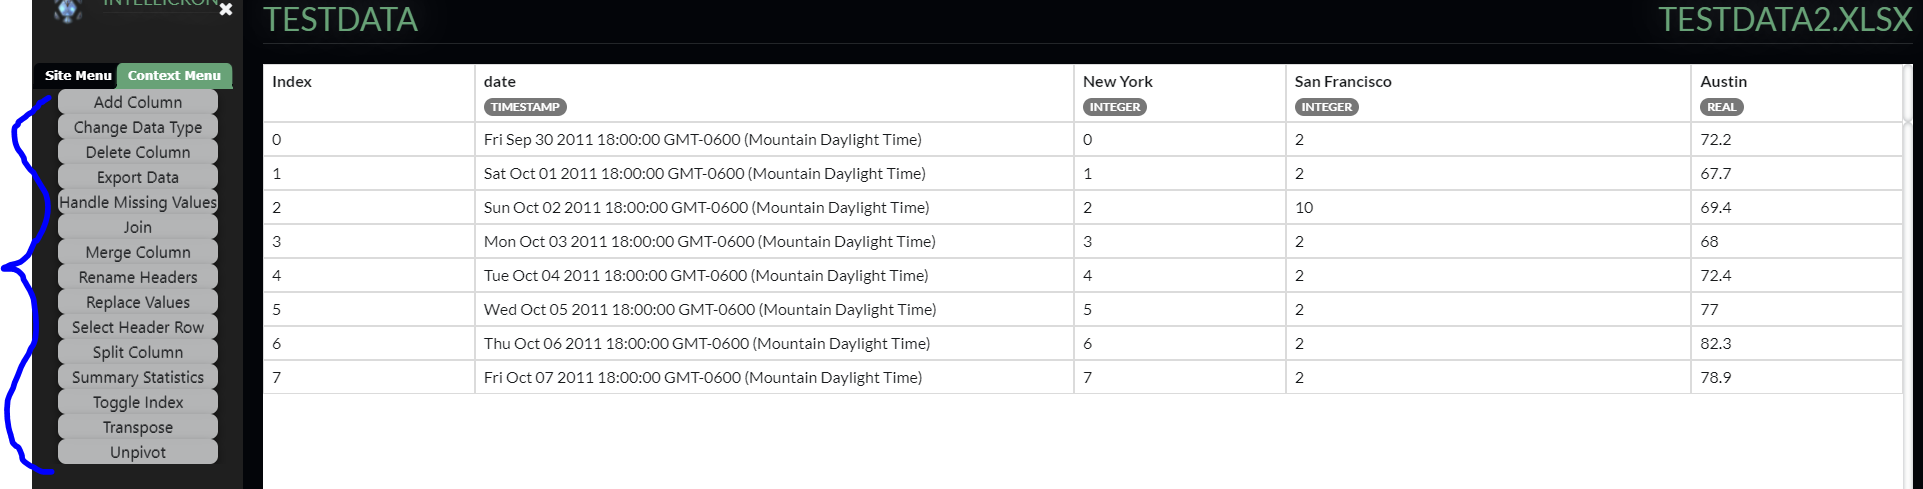 INTELLICRON
TESTDATA TESTDATA2.XLSX
Site Menu Context Menu
Add Column
Change Data Type
Delete Column
Export Data
Handle Missing Values
Join
Merge Column
Rename Headers
Replace Values
Select Header Row
Split Column
Summary Statistics
Toggle Index
Transpose
Unpivot
Index date New York San Francisco Austin
TIMESTAMP INTEGER INTEGER REAL
0 Fri Sep 30 2011 18:00:00 GMT-0600 (Mountain Daylight Time) 0 2 72.2
1 Sat Oct 01 2011 18:00:00 GMT-0600 (Mountain Daylight Time) 1 2 67.7
2 Sun Oct 02 2011 18:00:00 GMT-0600 (Mountain Daylight Time) 2 10 69.4
3 Mon Oct 03 2011 18:00:00 GMT-0600 (Mountain Daylight Time) 3 2 68
4 Tue Oct 04 2011 18:00:00 GMT-0600 (Mountain Daylight Time) 4 2 72.4
5 Wed Oct 05 2011 18:00:00 GMT-0600 (Mountain Daylight Time) 5 2 77
6 Thu Oct 06 2011 18:00:00 GMT-0600 (Mountain Daylight Time) 6 2 82.3
7 Fri Oct 07 2011 18:00:00 GMT-0600 (Mountain Daylight Time) 7 2 78.9